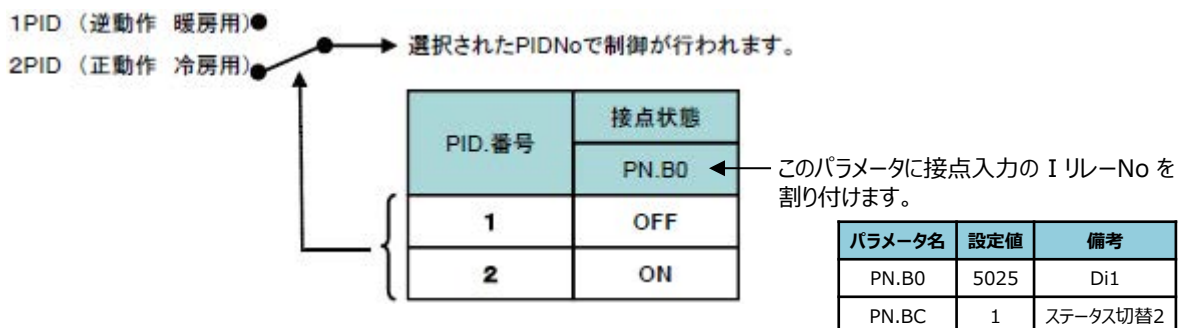 1PID （逆動作　暖房用）
2PID （正動作　冷房用）
選択されたPIDNoで制御が行われます。
PID.番号
接点状態
PN.B0
1
OFF
2
ON
このパラメータに接点入力の I リレーNo を
割り付けます。
パラメータ名 設定値 備考
PN.B0 5025 Di1
PN.BC 1 ステータス切替2